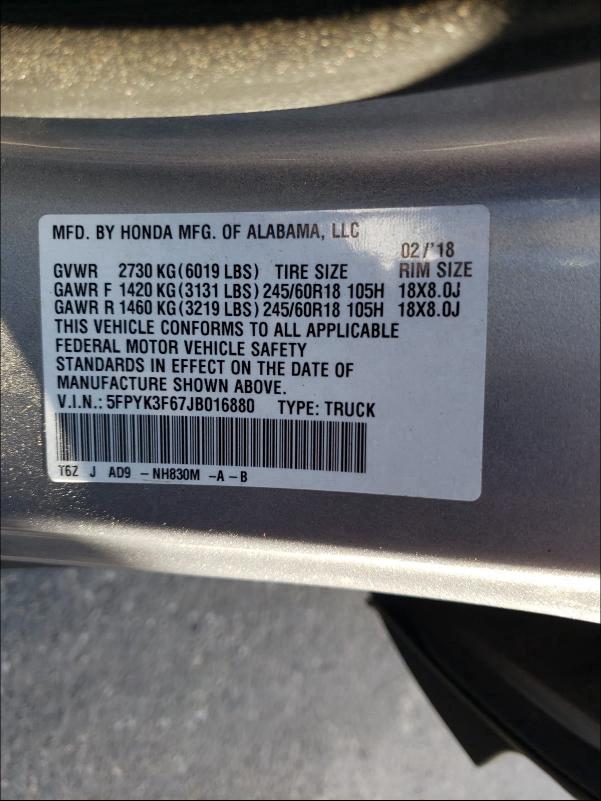 MFD. BY HONDA MFG. OF ALABAMA, LLC
02/'18
GVWR 2730 KG(6019 LBS) TIRE SIZE RIM SIZE
GAWR F 1420 KG(3131 LBS) 245/60R18 105H 18X8.0J
GAWR R 1460 KG(3219 LBS) 245/60R18 105H 18X8.0J
THIS VEHICLE CONFORMS TO ALL APPLICABLE
FEDERAL MOTOR VEHICLE SAFETY
STANDARDS IN EFFECT ON THE DATE OF
MANUFACTURE SHOWN ABOVE.
V.I.N.: 5FPYK3F67JB016880 TYPE: TRUCK
T6Z J AD9 -NH830M -A-B